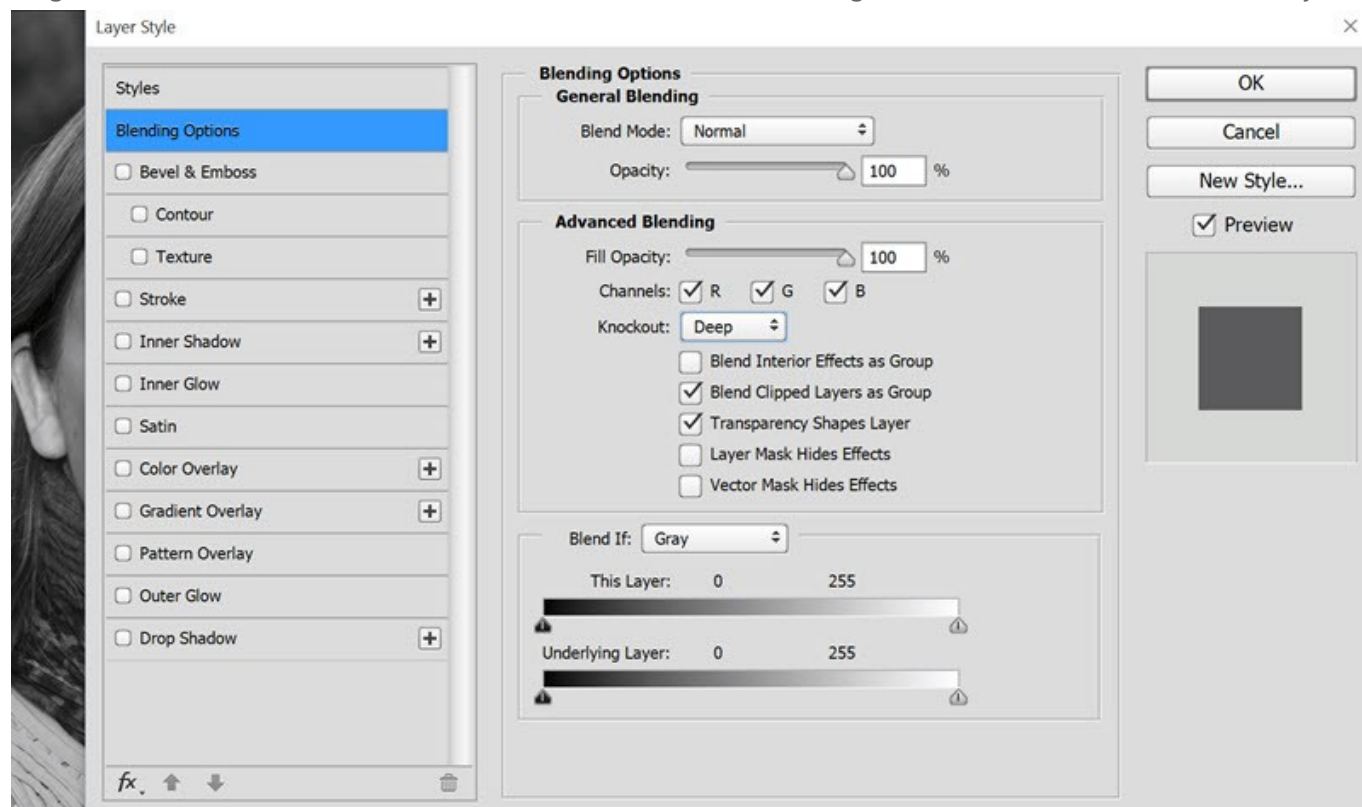 Layer Style
Styles
Blending Options
Bevel & Emboss
Contour
Texture
Stroke
Inner Shadow
Inner Glow
Satin
Color Overlay
Gradient Overlay
Pattern Overlay
Outer Glow
Drop Shadow
fx
Blending Options
General Blending
Blend Mode: Normal
Opacity: 100 %
Advanced Blending
Fill Opacity: 100 %
Channels: R G B
Knockout: Deep
Blend Interior Effects as Group
Blend Clipped Layers as Group
Transparency Shapes Layer
Layer Mask Hides Effects
Vector Mask Hides Effects
Blend If: Gray
This Layer: 0 255
Underlying Layer: 0 255
OK
Cancel
New Style...
Preview